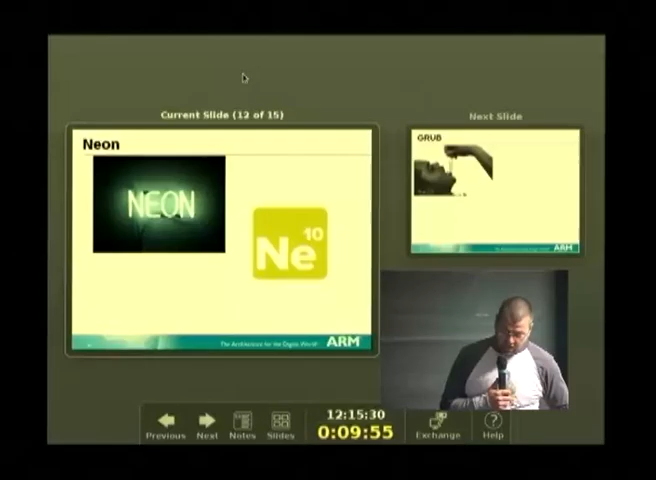 Current Slide (12 of 15)
Next Slide
Neon
NEON
10
Ne
The Architecture for the Digital World
ARM
GRUB
ARM
Previous
Next
Notes
Slides
12:15:30
0:09:55
Exchange
Help